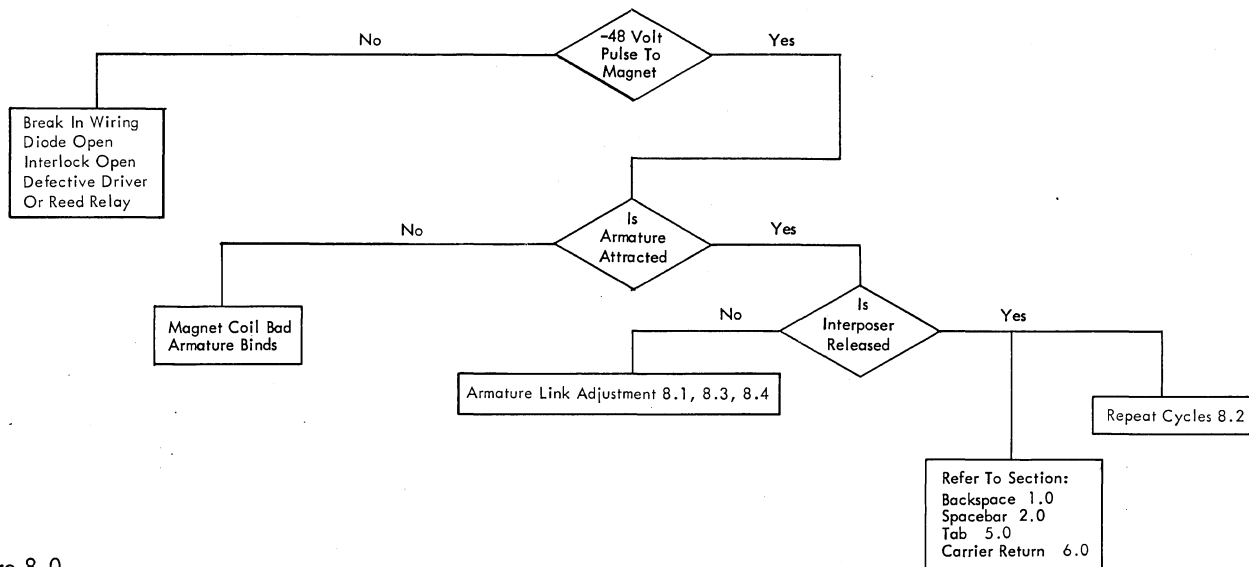 -48 Volt
Pulse To
Magnet
No
Yes
Break In Wiring
Diode Open
Interlock Open
Defective Driver
Or Reed Relay
Is
Armature
Attracted
No
Yes
Magnet Coil Bad
Armature Binds
Is
Interposer
Released
No
Yes
Armature Link Adjustment 8.1, 8.3, 8.4
Repeat Cycles 8.2
Refer To Section:
Backspace 1.0
Spacebar 2.0
Tab 5.0
Carrier Return 6.0
8.0